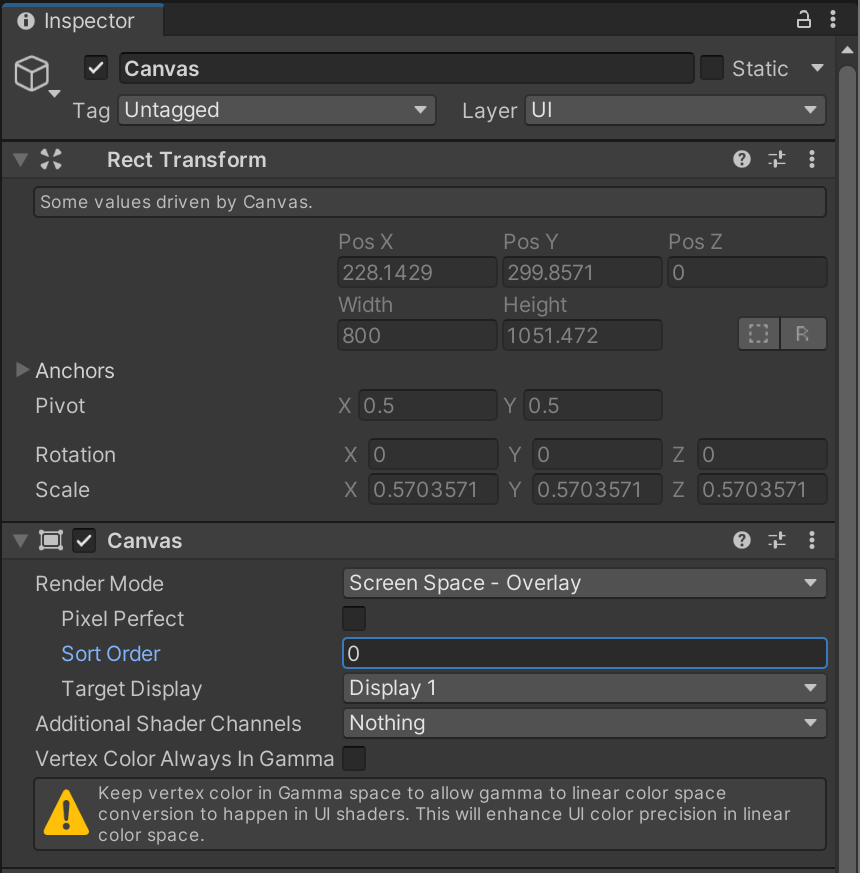 Inspector
Canvas
Static
Tag Untagged Layer UI
Rect Transform
Some values driven by Canvas.
Pos X Pos Y Pos Z
228.1429 299.8571 0
Width Height
800 1051.472
R
Anchors
Pivot X 0.5 Y 0.5
Rotation X 0 Y 0 Z 0
Scale X 0.5703571 Y 0.5703571 Z 0.5703571
Canvas
Render Mode Screen Space - Overlay
Pixel Perfect
Sort Order 0
Target Display Display 1
Additional Shader Channels Nothing
Vertex Color Always In Gamma
Keep vertex color in Gamma space to allow gamma to linear color space
conversion to happen in UI shaders. This will enhance UI color precision in linear
color space.